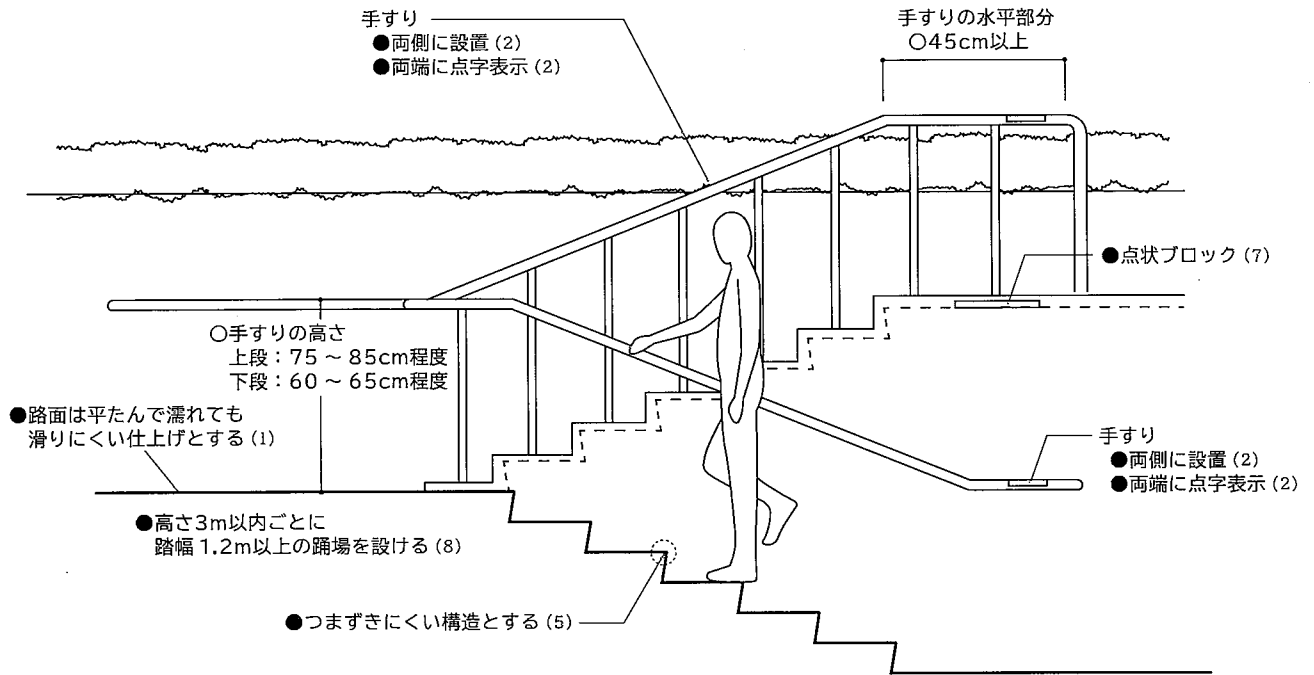 手すり
●両側に設置(2)
●両端に点字表示(2)
手すりの水平部分
○45cm以上
●点状ブロック(7)
○手すりの高さ
上段：75～85cm程度
下段：60～65cm程度
●路面は平たんで濡れても
滑りにくい仕上げとする(1)
手すり
●両側に設置(2)
●両端に点字表示(2)
●高さ3m以内ごとに
踏幅1.2m以上の踊場を設ける(8)
●つまずきにくい構造とする(5)